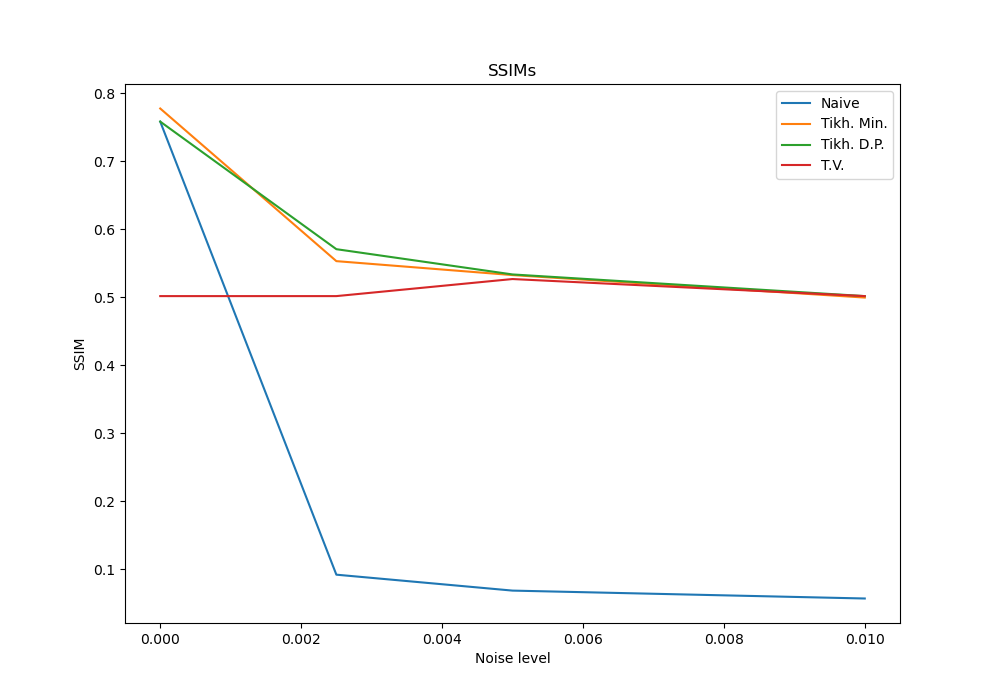 SSIMs
Naive
Tikh. Min.
Tikh. D.P.
T.V.
SSIM
0.8
0.7
0.6
0.5
0.4
0.3
0.2
0.1
0.000 0.002 0.004 0.006 0.008 0.010
Noise level